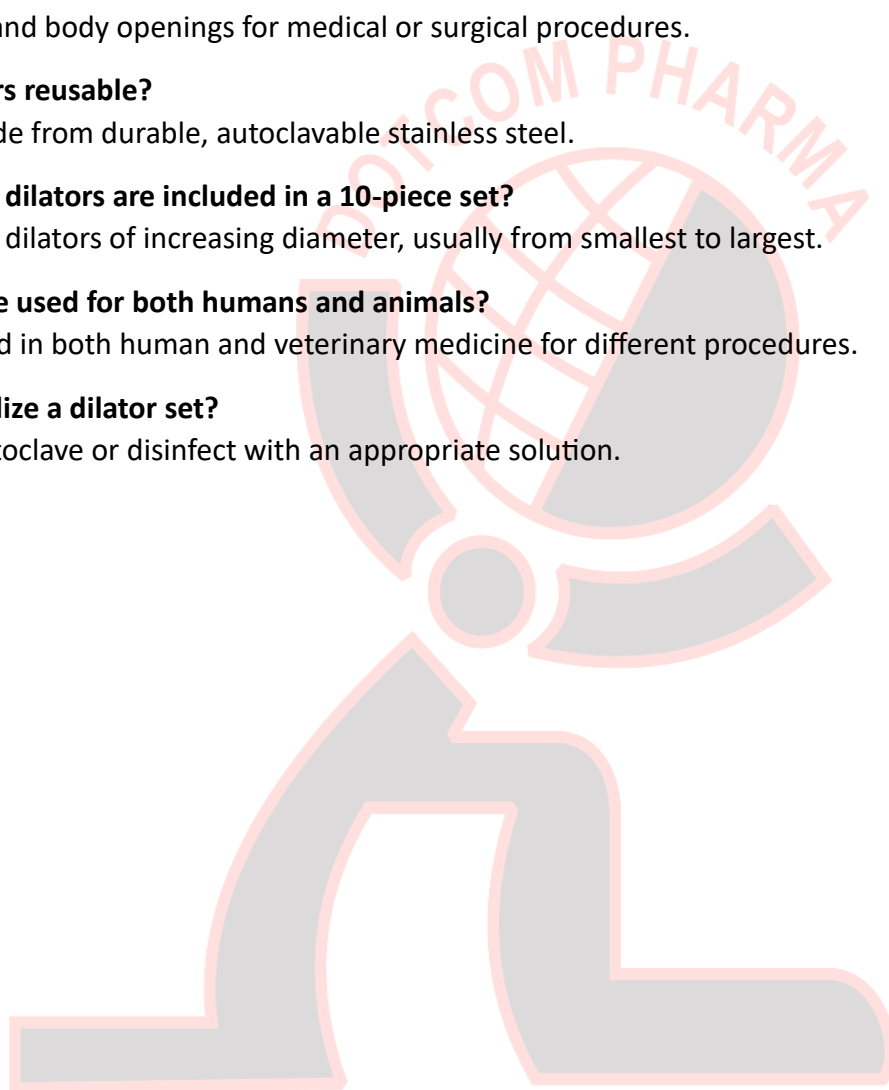 and body openings for medical or surgical procedures.
rs reusable?
de from durable, autoclavable stainless steel.
dilators are included in a 10-piece set?
dilators of increasing diameter, usually from smallest to largest.
e used for both humans and animals?
d in both human and veterinary medicine for different procedures.
lize a dilator set?
toclave or disinfect with an appropriate solution.
DOTCOM PHARMA